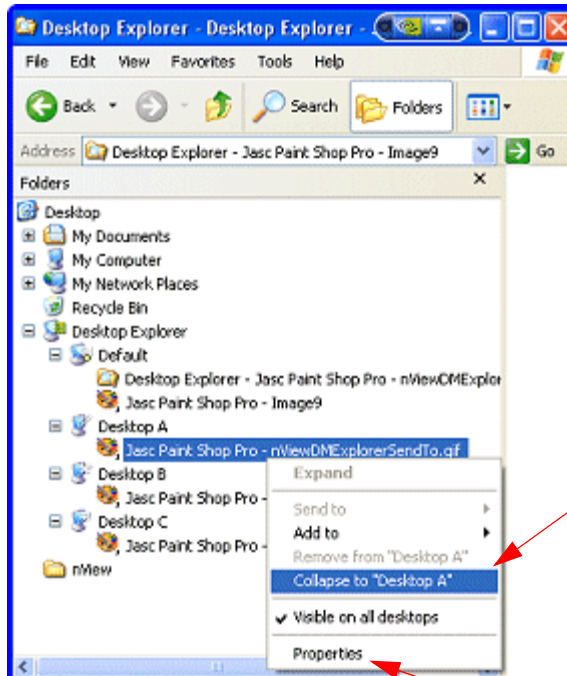 Desktop Explorer - Desktop Explorer -
File Edit View Favorites Tools Help
Back Search Folders
Address Desktop Explorer - Jasc Paint Shop Pro - Image9 Go
Folders
Desktop
My Documents
My Computer
My Network Places
Recycle Bin
Desktop Explorer
Default
Desktop Explorer - Jasc Paint Shop Pro - nViewDMExplor
Jasc Paint Shop Pro - Image9
Desktop A
Jasc Paint Shop Pro - nViewDMExplorerSendTo.gif
Desktop B
Jasc Paint Shop Pro -
Desktop C
Jasc Paint Shop Pro -
nView
Expand
Send to
Add to
Remove from "Desktop A"
Collapse to "Desktop A"
Visible on all desktops
Properties